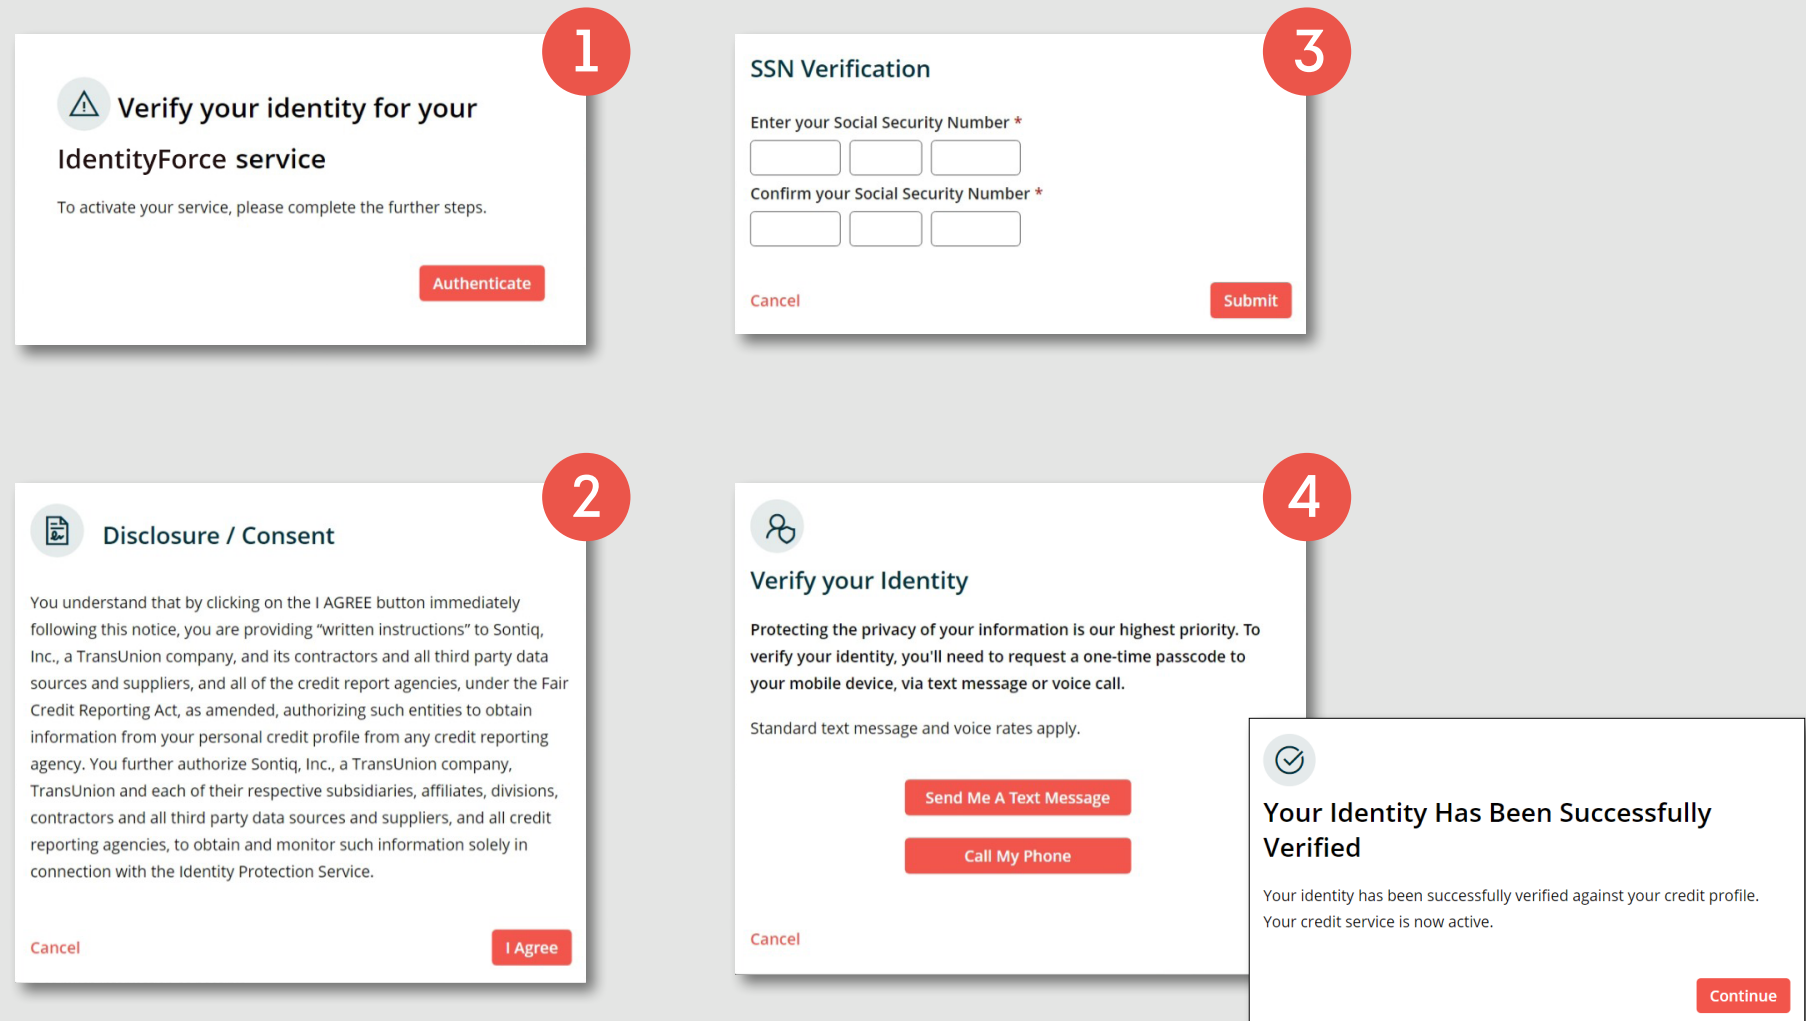 1
Verify your identity for your
IdentityForce service
To activate your service, please complete the further steps.
Authenticate
2
Disclosure / Consent
You understand that by clicking on the I AGREE button immediately
following this notice, you are providing “written instructions” to Sontiq,
Inc., a TransUnion company, and its contractors and all third party data
sources and suppliers, and all of the credit report agencies, under the Fair
Credit Reporting Act, as amended, authorizing such entities to obtain
information from your personal credit profile from any credit reporting
agency. You further authorize Sontiq, Inc., a TransUnion company,
TransUnion and each of their respective subsidiaries, affiliates, divisions,
contractors and all third party data sources and suppliers, and all credit
reporting agencies, to obtain and monitor such information solely in
connection with the Identity Protection Service.
Cancel
I Agree
3
SSN Verification
Enter your Social Security Number *
Confirm your Social Security Number *
Cancel
Submit
4
Verify your Identity
Protecting the privacy of your information is our highest priority. To
verify your identity, you'll need to request a one-time passcode to
your mobile device, via text message or voice call.
Standard text message and voice rates apply.
Send Me A Text Message
Call My Phone
Cancel
Your Identity Has Been Successfully
Verified
Your identity has been successfully verified against your credit profile.
Your credit service is now active.
Continue